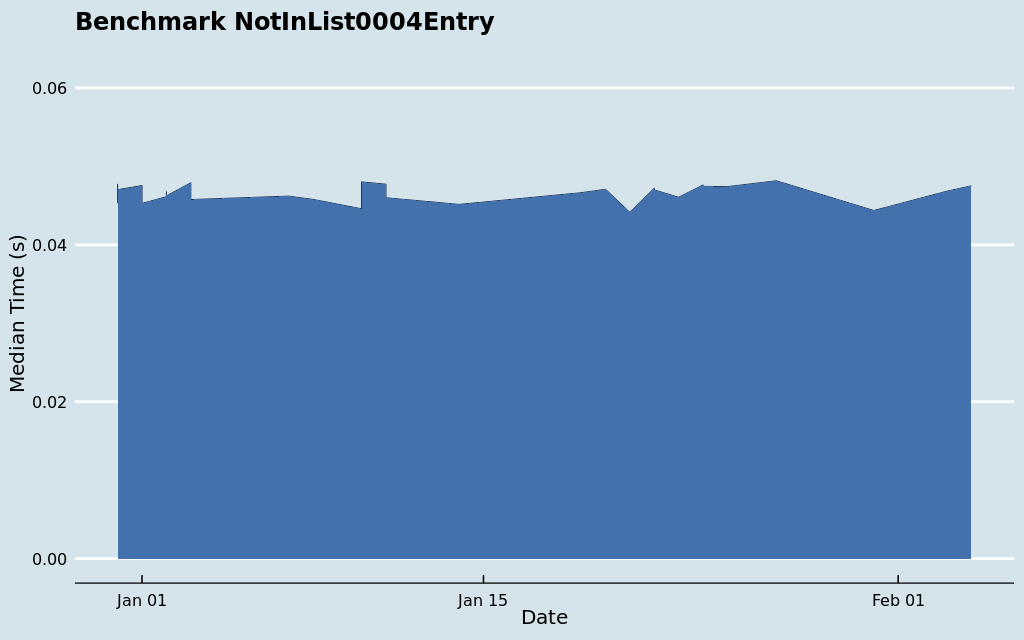 Benchmark NotInList0004Entry
0.06
0.04
0.02
0.00
Median Time (s)
Jan 01
Jan 15
Feb 01
Date